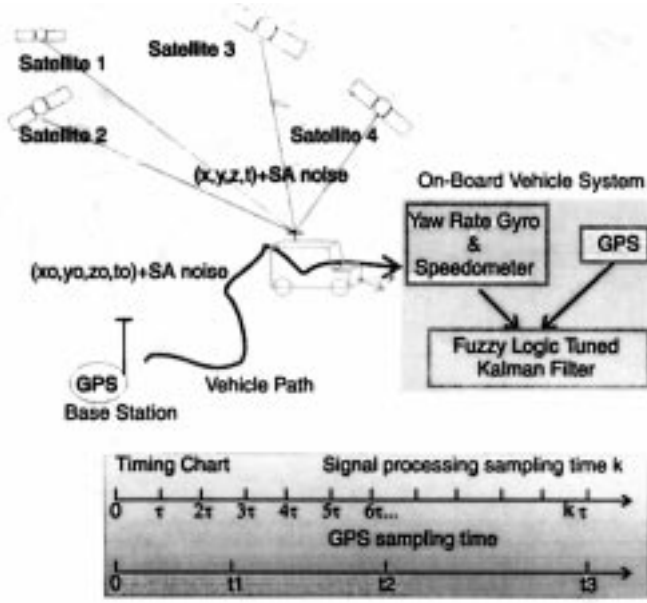 Satellite 1
Satellite 3
Satellite 2
Satellite 4
(x,y,z,t)+SA noise
On-Board Vehicle System
Yaw Rate Gyro
&
Speedometer
GPS
(xo,yo,zo,to)+SA noise
Fuzzy Logic Tuned
Kalman Filter
GPS
Vehicle Path
Base Station
Timing Chart
Signal processing sampling time k
0 τ 2τ 3τ 4τ 5τ 6τ... kτ
GPS sampling time
0 t1 t2 t3